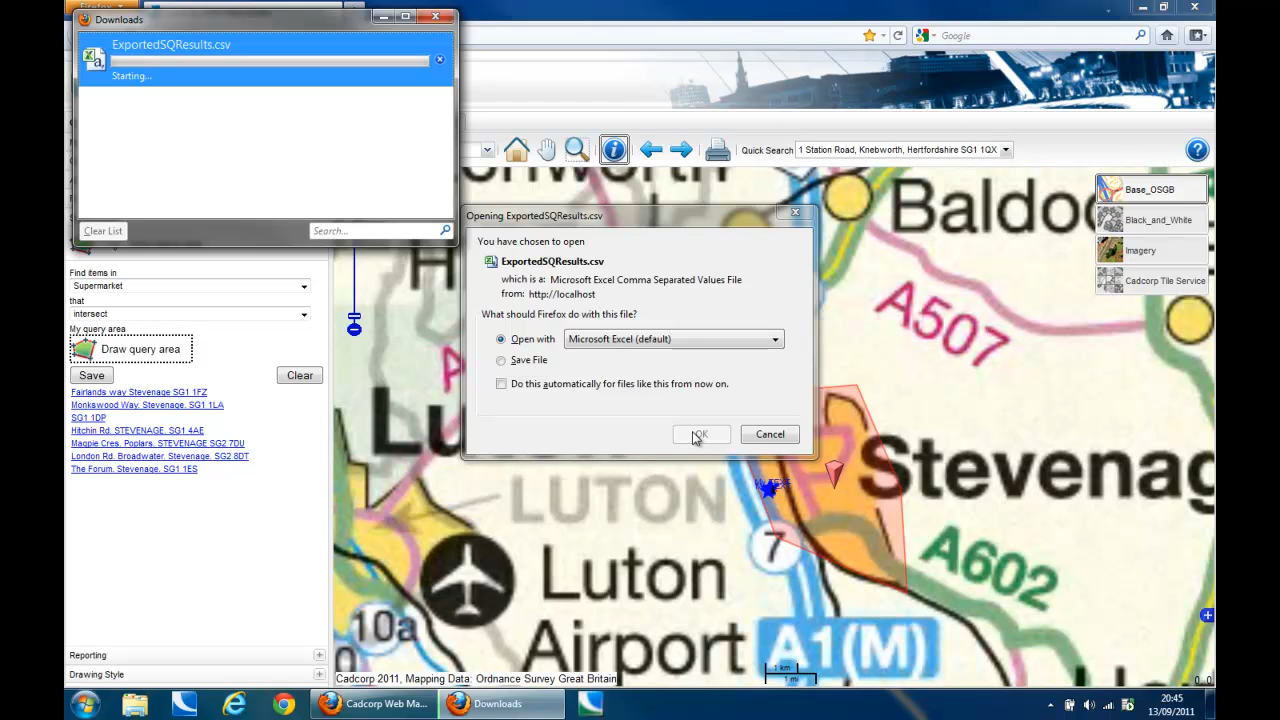 Firefox
Downloads
ExportedSQResults.csv
Starting...
Clear List
Search...
Google
Quick Search
1 Station Road, Knebworth, Hertfordshire SG1 1QX
Base_OSGB
Black_and_White
Imagery
Cadcorp Tile Service
Find items in
Supermarket
that
intersect
My query area
Draw query area
Save
Clear
Fairlands way Stevenage SG1 1FZ
Monkswood Way, Stevenage, SG1 1LA
SG1 1DP
Hitchin Rd, STEVENAGE, SG1 4AE
Magpie Cres, Poplars, STEVENAGE SG2 7DU
London Rd, Broadwater, Stevenage, SG2 8DT
The Forum, Stevenage, SG1 1ES
Reporting
Drawing Style
Opening ExportedSQResults.csv
You have chosen to open
ExportedSQResults.csv
which is a: Microsoft Excel Comma Separated Values File
from: http://localhost
What should Firefox do with this file?
Open with
Microsoft Excel (default)
Save File
Do this automatically for files like this from now on.
OK
Cancel
Baldoc
A507
Stevenag
A602
LUTON
7
Luton
Airport
A1(M)
10a
1 km
1 mi
Cadcorp 2011, Mapping Data: Ordnance Survey Great Britain
0, 0
Cadcorp Web Ma...
Downloads
20:45
13/09/2011